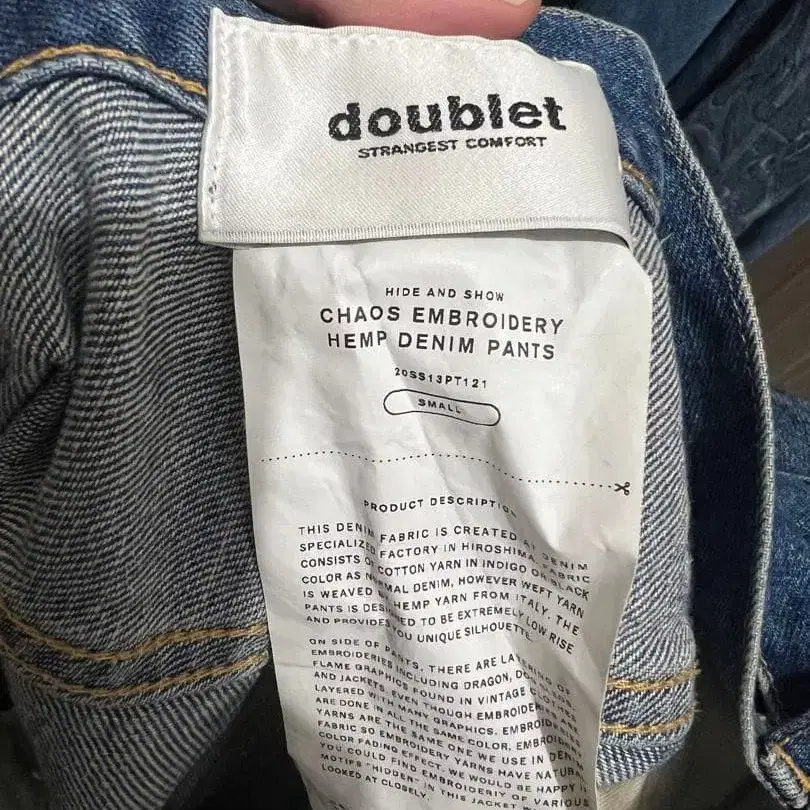 doublet
STRANGEST COMFORT
HIDE AND SHOW
CHAOS EMBROIDERY
HEMP DENIM PANTS
20SS13PT121
SMALL
PRODUCT DESCRIPTIO
THIS DENIM FABRIC IS CREATED AT DENIM
SPECIALIZED FACTORY IN HIROSHIMA. FABRIC
CONSISTS OF COTTON YARN IN INDIGO OR BLACK
COLOR AS NORMAL DENIM, HOWEVER WEFT YARN
IS WEAVED HEMP YARN FROM ITALY. THE
PANTS IS DESIGNED TO BE EXTREMELY LOW RISE
AND PROVIDES YOU UNIQUE SILHOUETTE.
ON SIDE OF PANTS, THERE ARE LAYERING OF
EMBROIDERIES INCLUDING DRAGON,
FLAME GRAPHICS FOUND IN VINTAGE CLOTHES
AND JACKETS. EVEN THOUGH EMBROIDERIES
LAYERED WITH MANY GRAPHICS, EMBROIDERIES
ARE DONE IN ALL THE SAME COLOR, EMBROIDERY
YARNS ARE THE SAME ONE WE USE IN DENIM
FABRIC SO EMBROIDERY YARNS HAVE NATURAL
COLOR FADING EFFECT. WE WOULD BE HAPPY
YOU COULD FIND EMBROIDERIY OF VARIOUS
MOTIFS "HIDDEN" IN THIS JACKET
LOOKED AT CLOSELY.